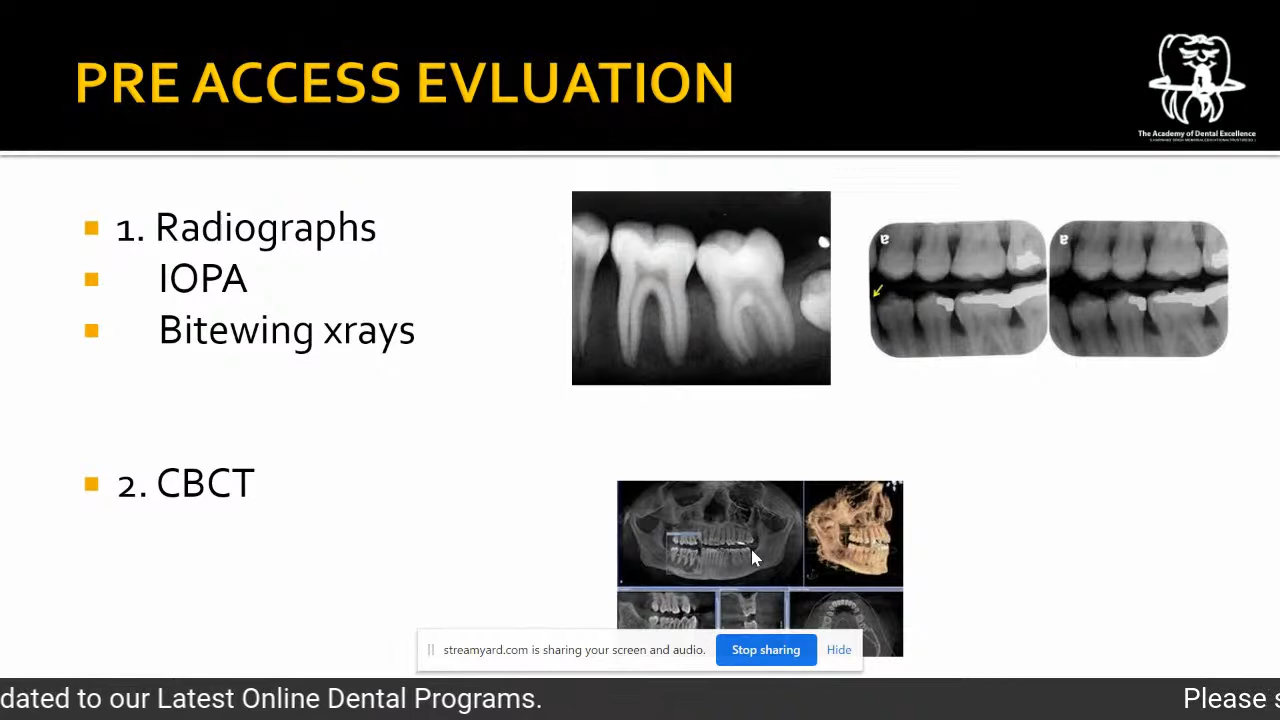 PRE ACCESS EVLUATION
The Academy of Dental Excellence
1. Radiographs
IOPA
Bitewing xrays
a
a
2. CBCT
streamyard.com is sharing your screen and audio.
Stop sharing
Hide
dated to our Latest Online Dental Programs.
Please s